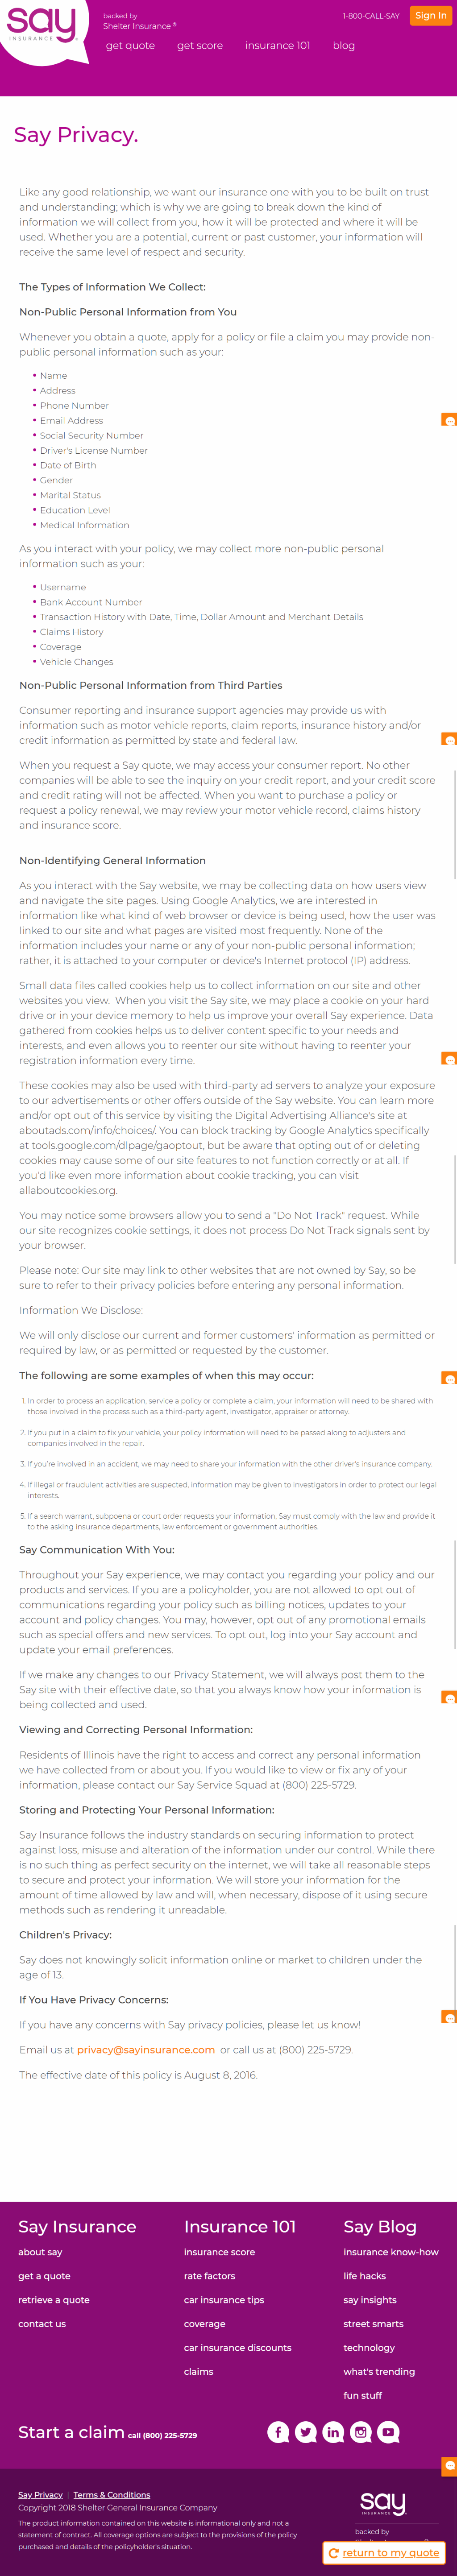 say
INSURANCE®
backed by
Shelter Insurance ®
1-800-CALL-SAY
Sign In
get quote
get score
insurance 101
blog
Say Privacy.
Like any good relationship, we want our insurance one with you to be built on trust
and understanding; which is why we are going to break down the kind of
information we will collect from you, how it will be protected and where it will be
used. Whether you are a potential, current or past customer, your information will
receive the same level of respect and security.
The Types of Information We Collect:
Non-Public Personal Information from You
Whenever you obtain a quote, apply for a policy or file a claim you may provide non-
public personal information such as your:
• Name
• Address
• Phone Number
• Email Address
• Social Security Number
• Driver's License Number
• Date of Birth
• Gender
• Marital Status
• Education Level
• Medical Information
As you interact with your policy, we may collect more non-public personal
information such as your:
• Username
• Bank Account Number
• Transaction History with Date, Time, Dollar Amount and Merchant Details
• Claims History
• Coverage
• Vehicle Changes
Non-Public Personal Information from Third Parties
Consumer reporting and insurance support agencies may provide us with
information such as motor vehicle reports, claim reports, insurance history and/or
credit information as permitted by state and federal law.
When you request a Say quote, we may access your consumer report. No other
companies will be able to see the inquiry on your credit report, and your credit score
and credit rating will not be affected. When you want to purchase a policy or
request a policy renewal, we may review your motor vehicle record, claims history
and insurance score.
Non-Identifying General Information
As you interact with the Say website, we may be collecting data on how users view
and navigate the site pages. Using Google Analytics, we are interested in
information like what kind of web browser or device is being used, how the user was
linked to our site and what pages are visited most frequently. None of the
information includes your name or any of your non-public personal information;
rather, it is attached to your computer or device's Internet protocol (IP) address.
Small data files called cookies help us to collect information on our site and other
websites you view.  When you visit the Say site, we may place a cookie on your hard
drive or in your device memory to help us improve your overall Say experience. Data
gathered from cookies helps us to deliver content specific to your needs and
interests, and even allows you to reenter our site without having to reenter your
registration information every time.
These cookies may also be used with third-party ad servers to analyze your exposure
to our advertisements or other offers outside of the Say website. You can learn more
and/or opt out of this service by visiting the Digital Advertising Alliance's site at
aboutads.com/info/choices/. You can block tracking by Google Analytics specifically
at tools.google.com/dlpage/gaoptout, but be aware that opting out of or deleting
cookies may cause some of our site features to not function correctly or at all. If
you'd like even more information about cookie tracking, you can visit
allaboutcookies.org.
You may notice some browsers allow you to send a "Do Not Track" request. While
our site recognizes cookie settings, it does not process Do Not Track signals sent by
your browser.
Please note: Our site may link to other websites that are not owned by Say, so be
sure to refer to their privacy policies before entering any personal information.
Information We Disclose:
We will only disclose our current and former customers' information as permitted or
required by law, or as permitted or requested by the customer.
The following are some examples of when this may occur:
1. In order to process an application, service a policy or complete a claim, your information will need to be shared with
those involved in the process such as a third-party agent, investigator, appraiser or attorney.
2. If you put in a claim to fix your vehicle, your policy information will need to be passed along to adjusters and
companies involved in the repair.
3. If you're involved in an accident, we may need to share your information with the other driver's insurance company.
4. If illegal or fraudulent activities are suspected, information may be given to investigators in order to protect our legal
interests.
5. If a search warrant, subpoena or court order requests your information, Say must comply with the law and provide it
to the asking insurance departments, law enforcement or government authorities.
Say Communication With You:
Throughout your Say experience, we may contact you regarding your policy and our
products and services. If you are a policyholder, you are not allowed to opt out of
communications regarding your policy such as billing notices, updates to your
account and policy changes. You may, however, opt out of any promotional emails
such as special offers and new services. To opt out, log into your Say account and
update your email preferences.
If we make any changes to our Privacy Statement, we will always post them to the
Say site with their effective date, so that you always know how your information is
being collected and used.
Viewing and Correcting Personal Information:
Residents of Illinois have the right to access and correct any personal information
we have collected from or about you. If you would like to view or fix any of your
information, please contact our Say Service Squad at (800) 225-5729.
Storing and Protecting Your Personal Information:
Say Insurance follows the industry standards on securing information to protect
against loss, misuse and alteration of the information under our control. While there
is no such thing as perfect security on the internet, we will take all reasonable steps
to secure and protect your information. We will store your information for the
amount of time allowed by law and will, when necessary, dispose of it using secure
methods such as rendering it unreadable.
Children's Privacy:
Say does not knowingly solicit information online or market to children under the
age of 13.
If You Have Privacy Concerns:
If you have any concerns with Say privacy policies, please let us know!
Email us at privacy@sayinsurance.com  or call us at (800) 225-5729.
The effective date of this policy is August 8, 2016.
Say Insurance
about say
get a quote
retrieve a quote
contact us
Insurance 101
insurance score
rate factors
car insurance tips
coverage
car insurance discounts
claims
Say Blog
insurance know-how
life hacks
say insights
street smarts
technology
what's trending
fun stuff
Start a claim call (800) 225-5729
Say Privacy | Terms & Conditions
Copyright 2018 Shelter General Insurance Company
The product information contained on this website is informational only and not a
statement of contract. All coverage options are subject to the provisions of the policy
purchased and details of the policyholder's situation.
say
INSURANCE®
backed by
return to my quote